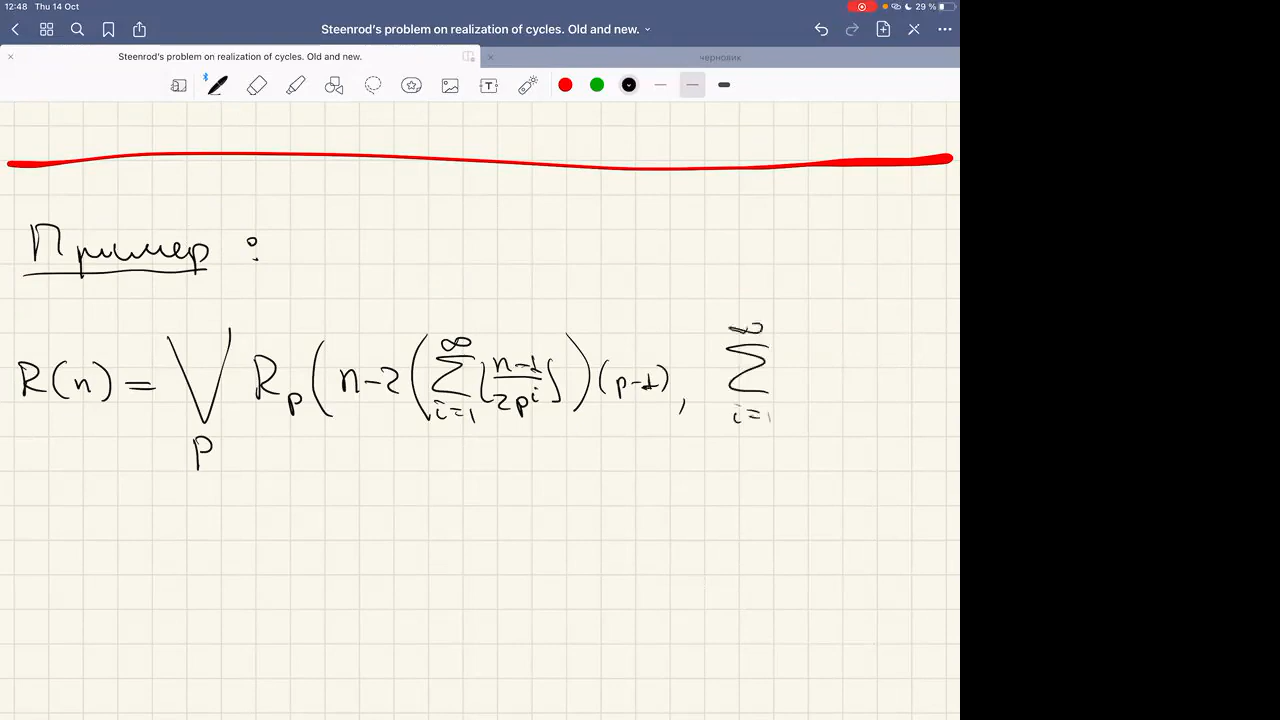 12:48 Thu 14 Oct
29 %
Steenrod's problem on realization of cycles. Old and new.
Steenrod's problem on realization of cycles. Old and new.
черновик
Пример :
R(n) = ⋁_p R_p ( n-2 ( ∑_{i=1}^∞ ⌊ (n-1)/(2p^i) ⌋ ) (p-1), ∑_{i=1}^∞